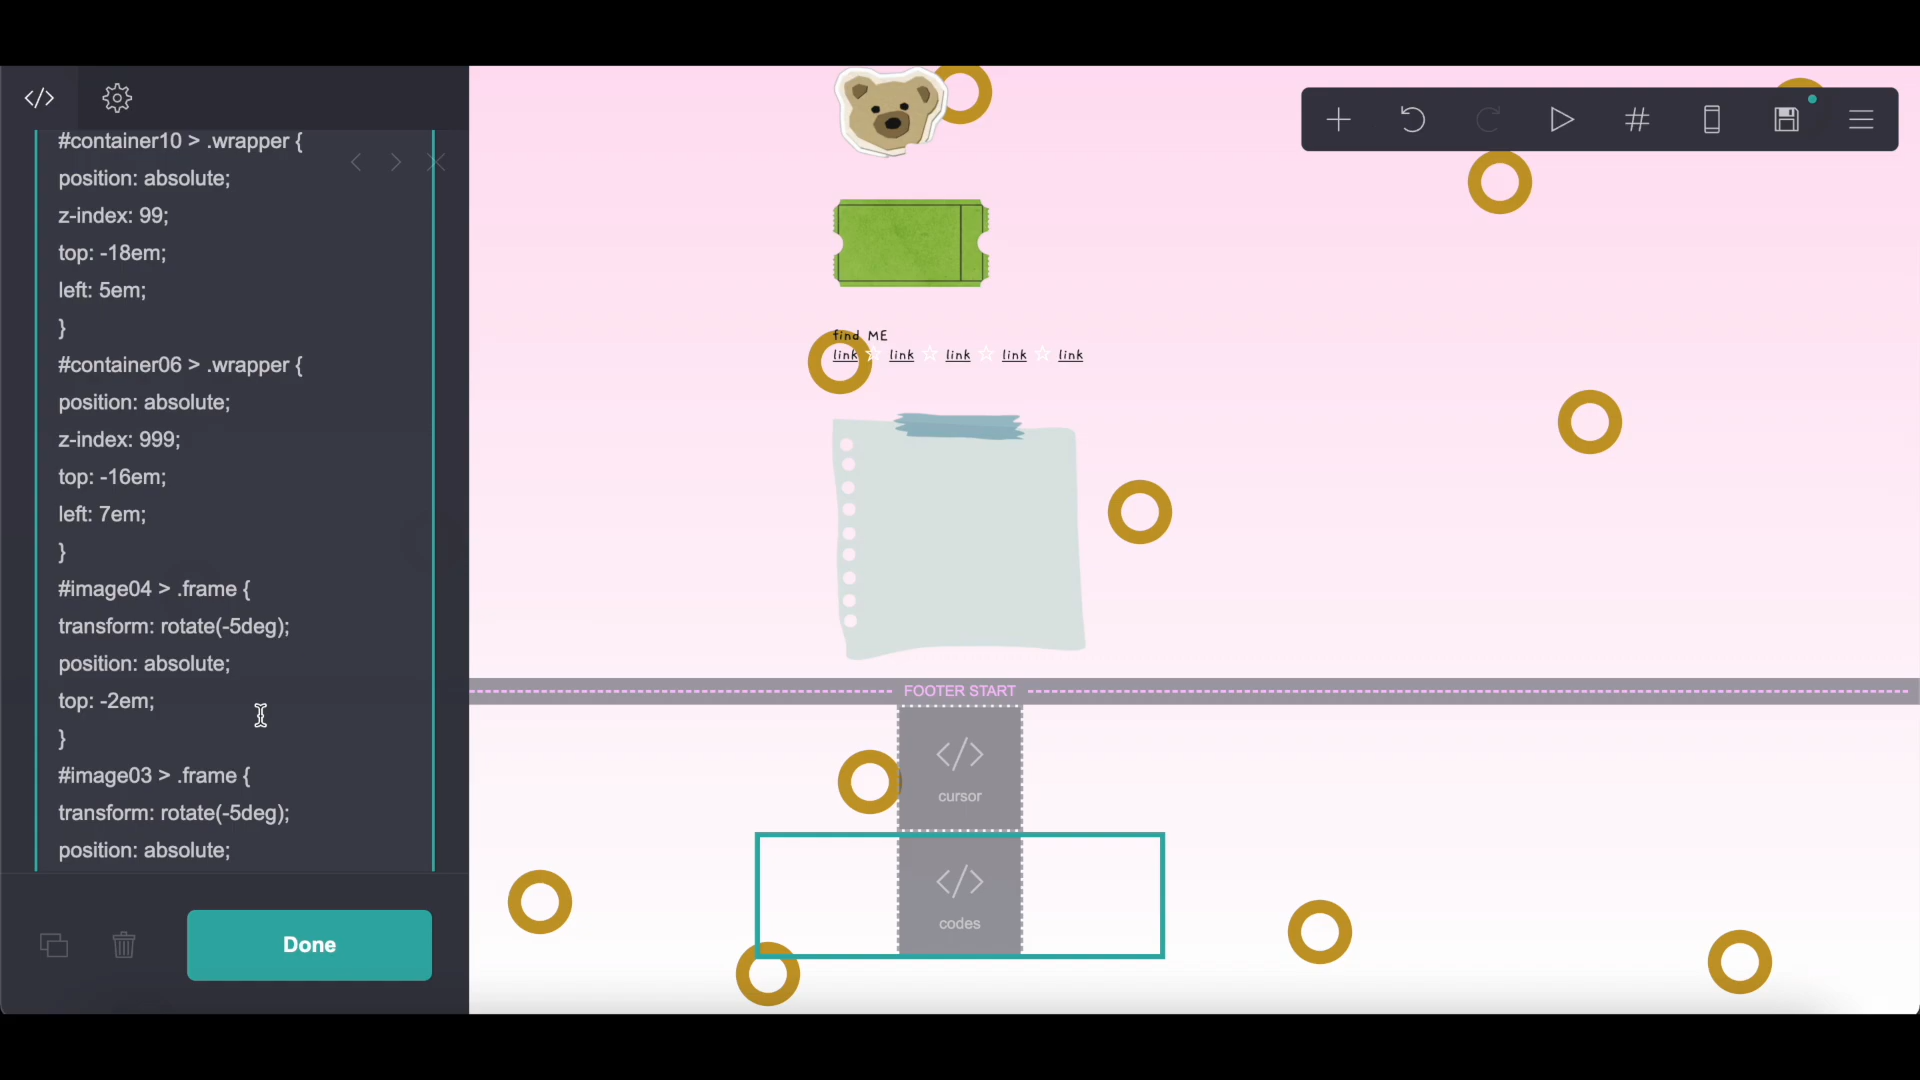 #container10 > .wrapper {
position: absolute;
z-index: 99;
top: -18em;
left: 5em;
}
#container06 > .wrapper {
position: absolute;
z-index: 999;
top: -16em;
left: 7em;
}
#image04 > .frame {
transform: rotate(-5deg);
position: absolute;
top: -2em;
}
#image03 > .frame {
transform: rotate(-5deg);
position: absolute;
Done
find ME
link ☆ link ☆ link ☆ link ☆ link
FOOTER START
cursor
codes